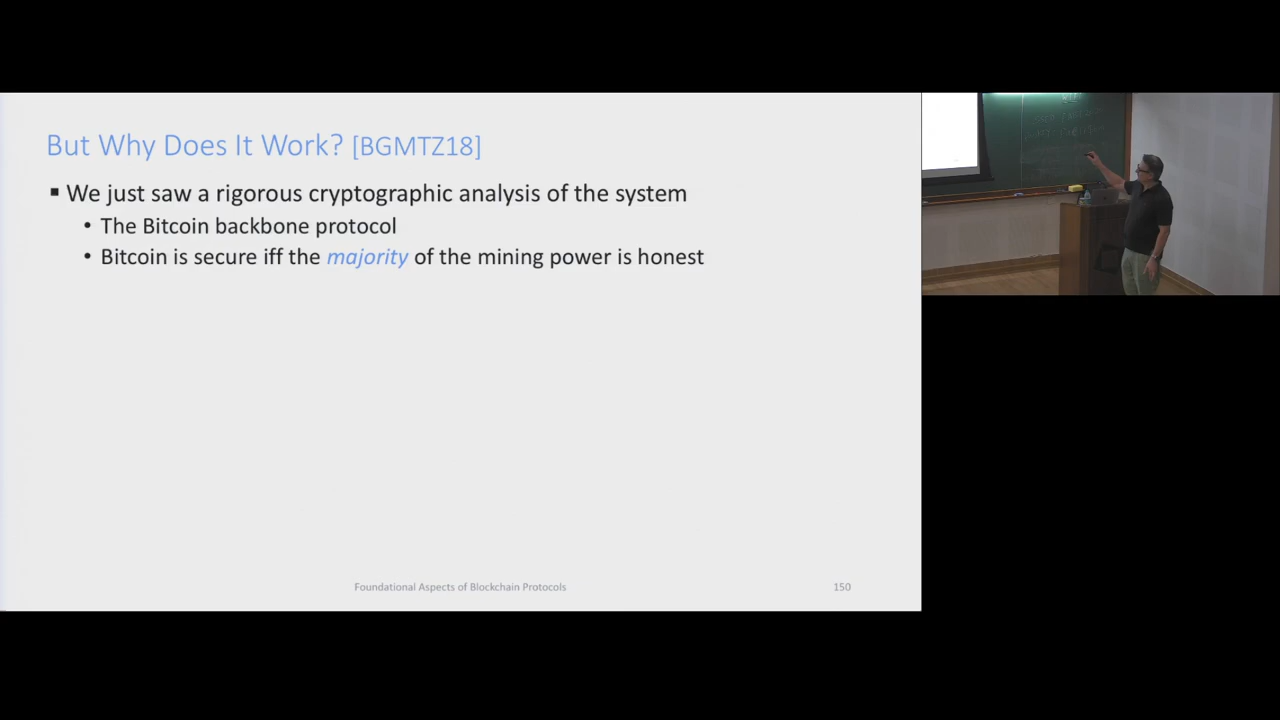 But Why Does It Work? [BGMTZ18]
▪ We just saw a rigorous cryptographic analysis of the system
• The Bitcoin backbone protocol
• Bitcoin is secure iff the majority of the mining power is honest
Foundational Aspects of Blockchain Protocols
150